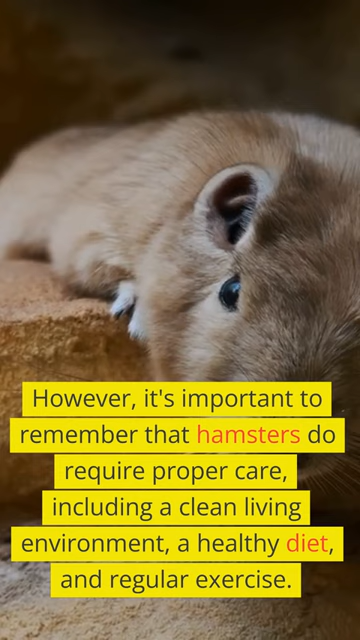 However, it's important to
remember that hamsters do
require proper care,
including a clean living
environment, a healthy diet,
and regular exercise.